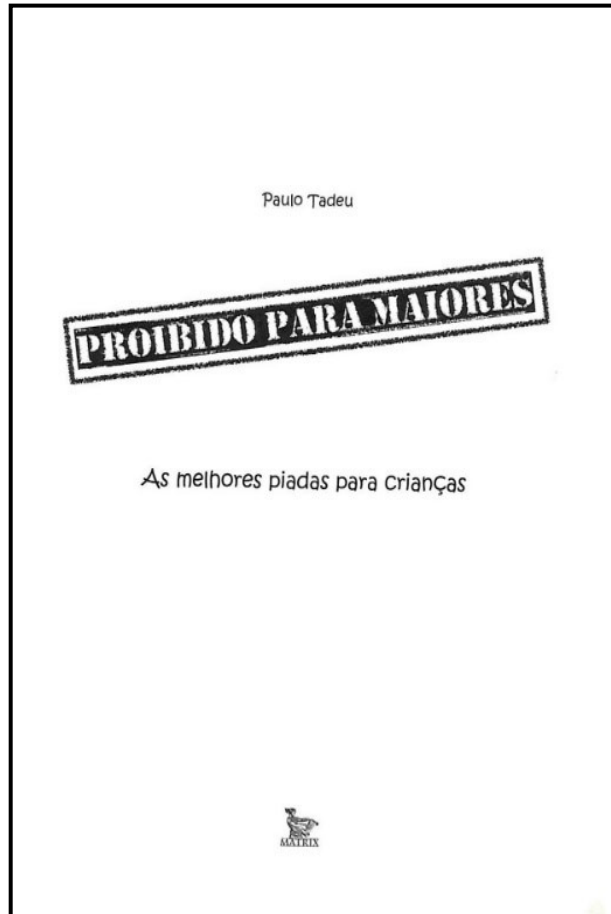 Paulo Tadeu
PROIBIDO PARA MAIORES
As melhores piadas para crianças
MATRIX